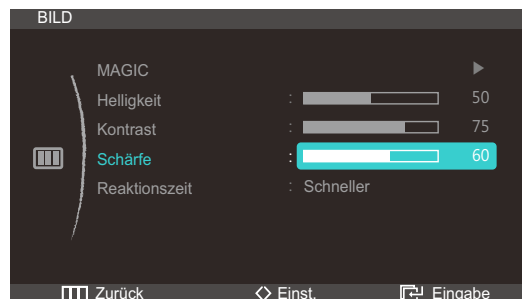 BILD
MAGIC
Helligkeit : 50
Kontrast : 75
Schärfe : 60
Reaktionszeit : Schneller
Zurück Einst. Eingabe